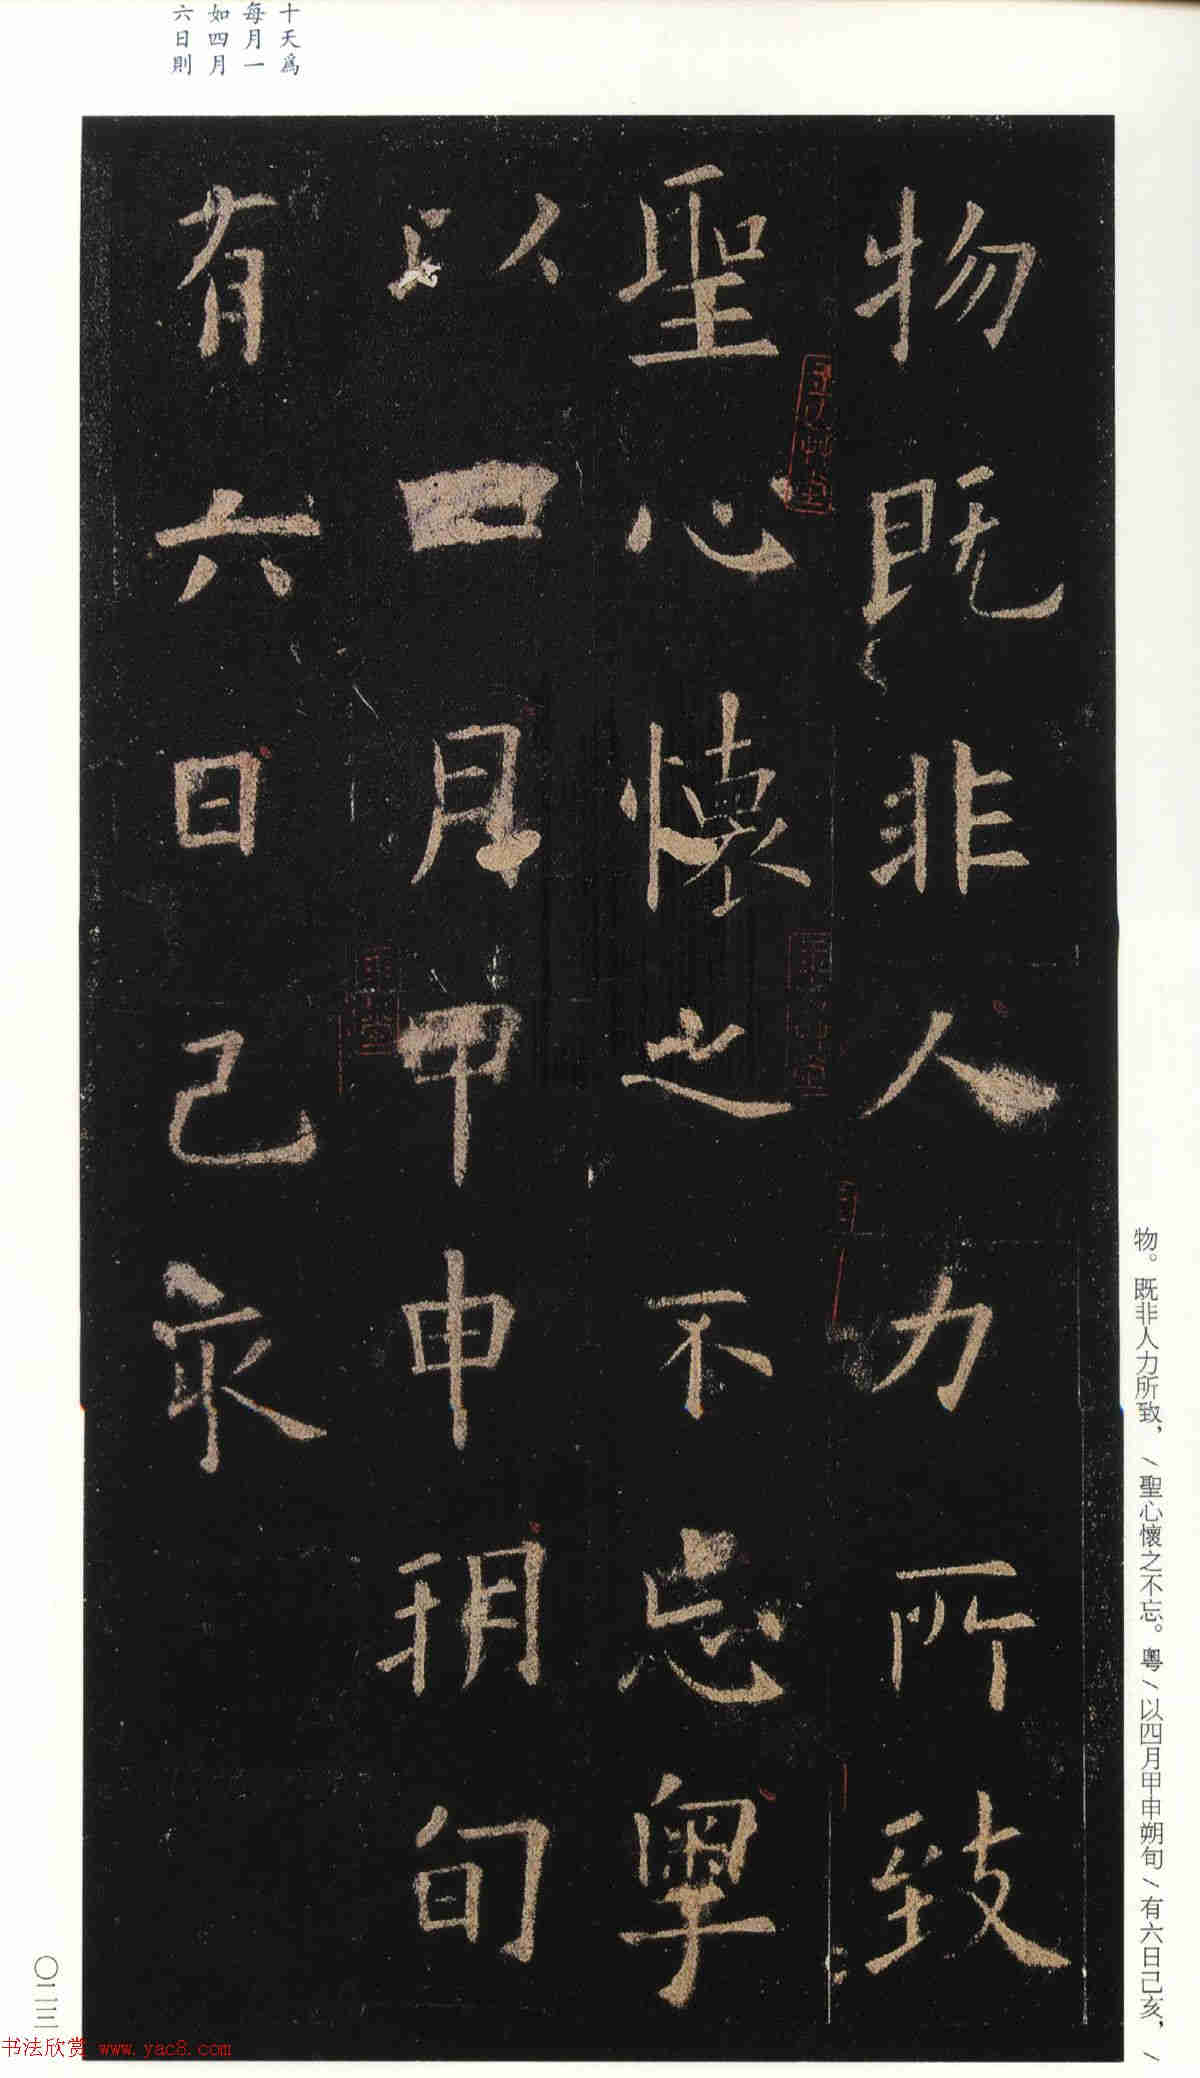 十天爲
每月一
如四月
六日則
物既非人力所致
聖心懷之不忘粤
以四月甲申朔旬
有六日己亥
物。既非人力所致，/聖心懷之不忘。粤/以四月甲申朔旬/有六日己亥，/
〇二三
书法欣赏 www.yac8.com